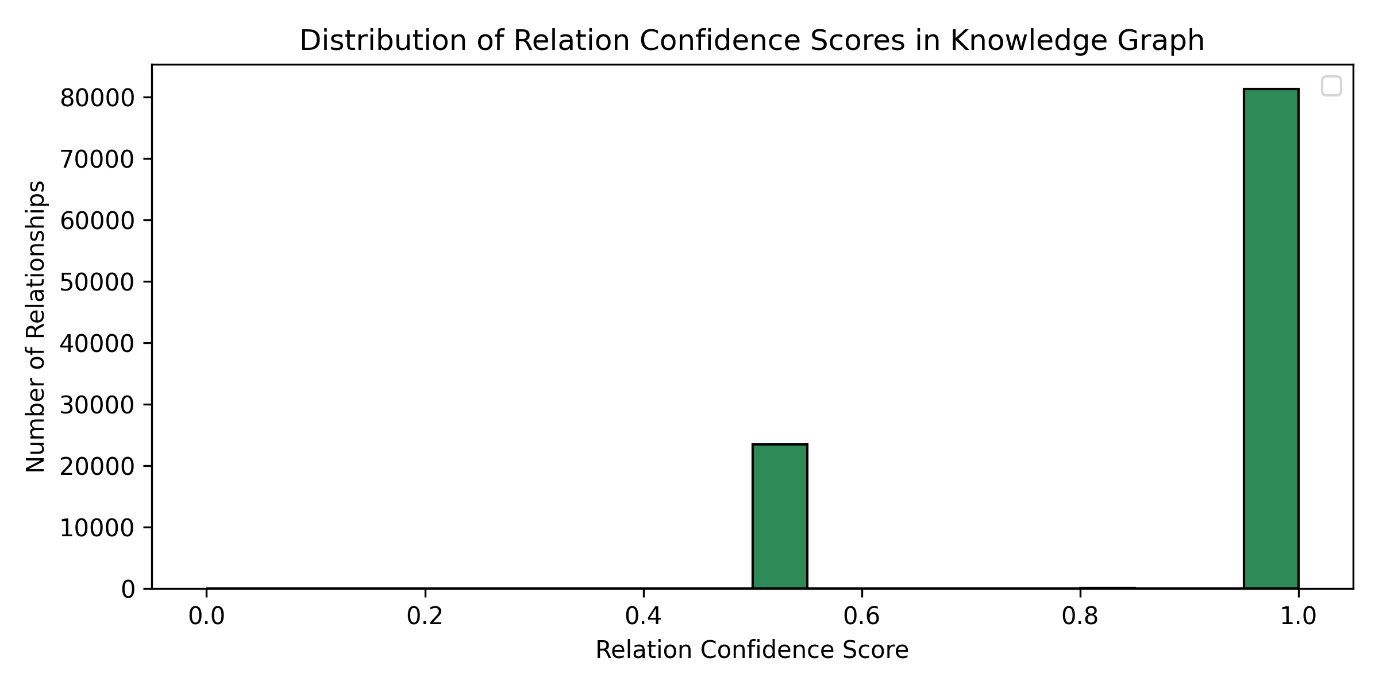 Distribution of Relation Confidence Scores in Knowledge Graph
80000
70000
60000
50000
40000
30000
20000
10000
0
Number of Relationships
0.0 0.2 0.4 0.6 0.8 1.0
Relation Confidence Score